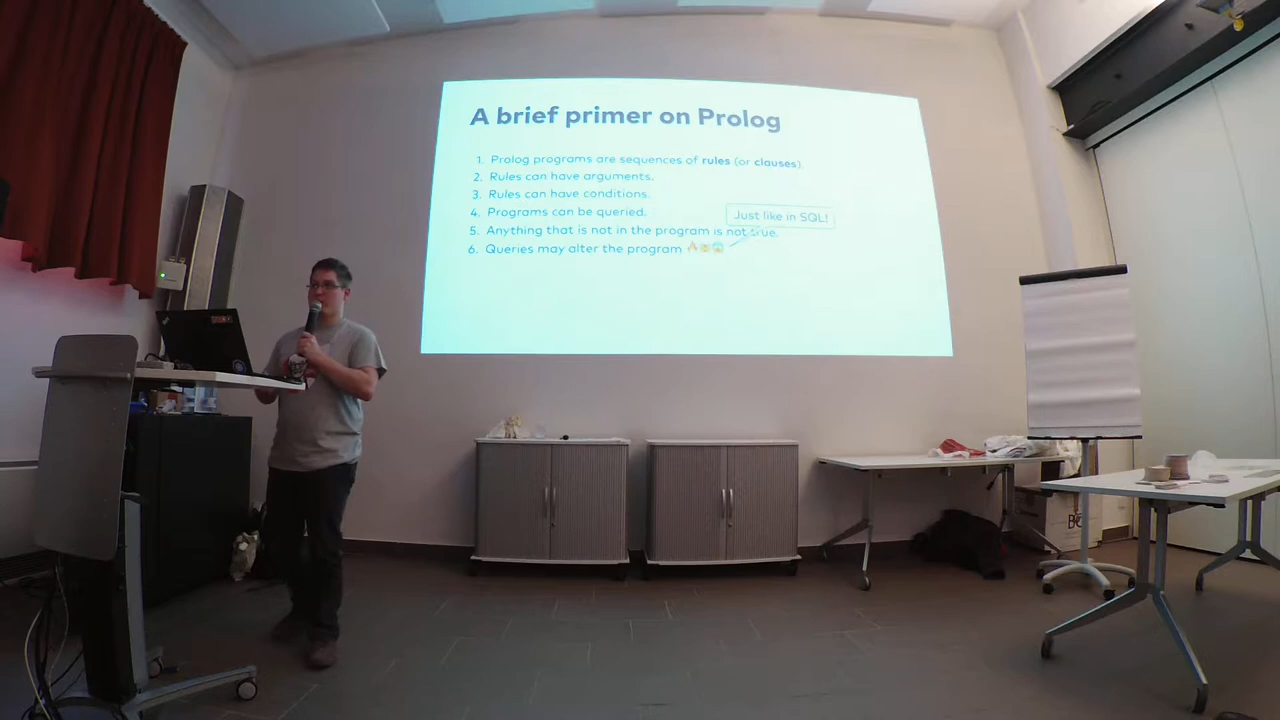 A brief primer on Prolog
1. Prolog programs are sequences of rules (or clauses).
2. Rules can have arguments.
3. Rules can have conditions.
4. Programs can be queried.
Just like in SQL!
5. Anything that is not in the program is not true.
6. Queries may alter the program 🔥